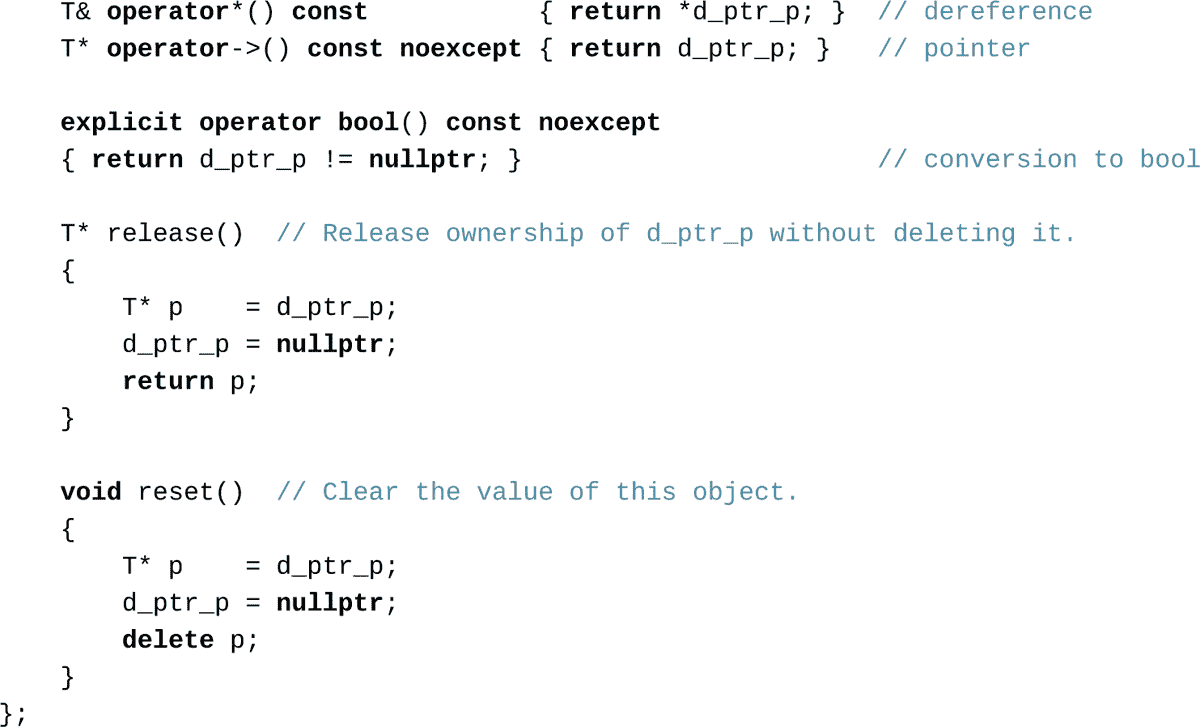 T& operator*() const           { return *d_ptr_p; }  // dereference
    T* operator->() const noexcept { return d_ptr_p; }   // pointer

    explicit operator bool() const noexcept
    { return d_ptr_p != nullptr; }                       // conversion to bool

    T* release()  // Release ownership of d_ptr_p without deleting it.
    {
        T* p    = d_ptr_p;
        d_ptr_p = nullptr;
        return p;
    }

    void reset()  // Clear the value of this object.
    {
        T* p    = d_ptr_p;
        d_ptr_p = nullptr;
        delete p;
    }
};